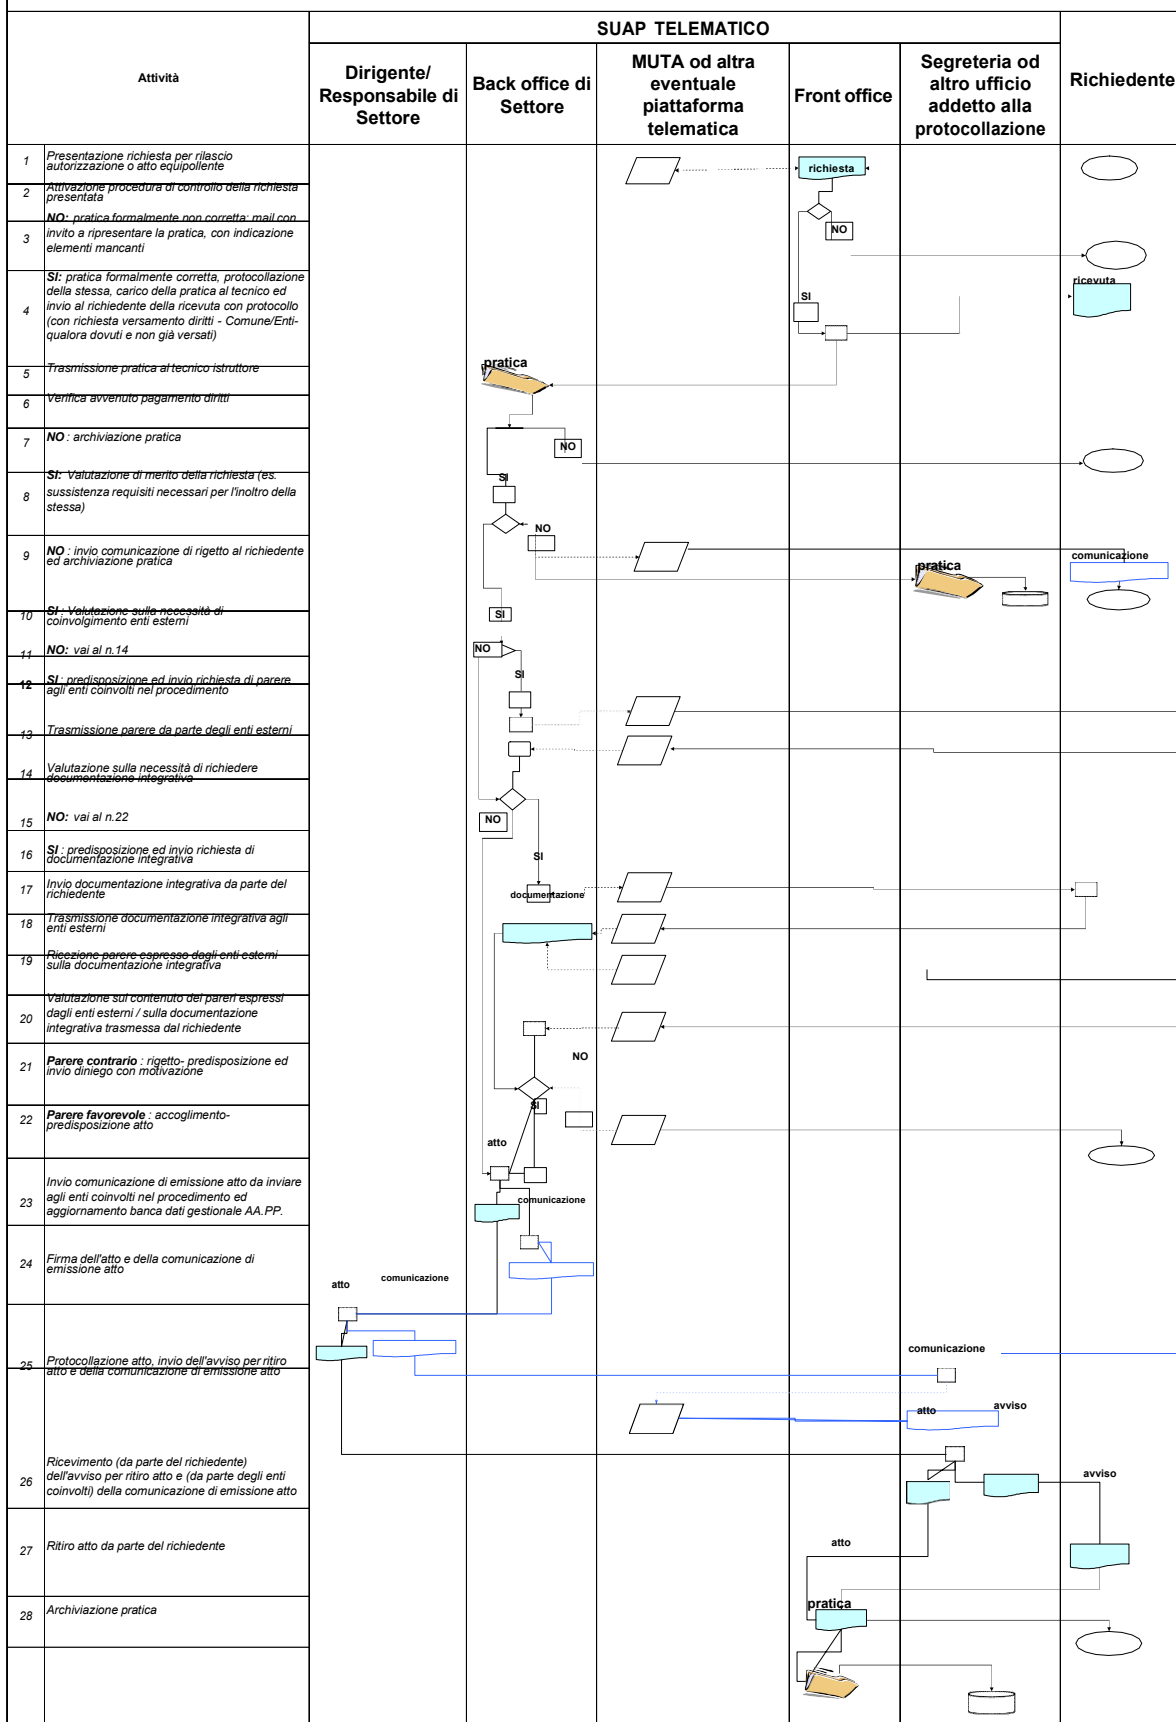 SUAP TELEMATICO
Attività
Dirigente/
Responsabile di
Settore
Back office di
Settore
MUTA od altra
eventuale
piattaforma
telematica
Front office
Segreteria od
altro ufficio
addetto alla
protocollazione
Richiedente
1
Presentazione richiesta per rilascio
autorizzazione o atto equipollente
richiesta
2
Attivazione procedura di controllo della richiesta
presentata
3
NO: pratica formalmente non corretta: mail con
invito a ripresentare la pratica, con indicazione
elementi mancanti
NO
4
SI: pratica formalmente corretta, protocollazione
della stessa, carico della pratica al tecnico ed
invio al richiedente della ricevuta con protocollo
(con richiesta versamento diritti - Comune/Enti-
qualora dovuti e non già versati)
SI
ricevuta
5
Trasmissione pratica al tecnico istruttore
pratica
6
Verifica avvenuto pagamento diritti
7
NO : archiviazione pratica
NO
8
SI: Valutazione di merito della richiesta (es.
sussistenza requisiti necessari per l'inoltro della
stessa)
SI
NO
9
NO : invio comunicazione di rigetto al richiedente
ed archiviazione pratica
pratica
comunicazione
10
SI : Valutazione sulla necessità di
coinvolgimento enti esterni
SI
11
NO: vai al n.14
NO
12
SI : predisposizione ed invio richiesta di parere
agli enti coinvolti nel procedimento
SI
13
Trasmissione parere da parte degli enti esterni
14
Valutazione sulla necessità di richiedere
documentazione integrativa
15
NO: vai al n.22
NO
16
SI : predisposizione ed invio richiesta di
documentazione integrativa
SI
17
Invio documentazione integrativa da parte del
richiedente
documentazione
18
Trasmissione documentazione integrativa agli
enti esterni
19
Ricezione parere espresso dagli enti esterni
sulla documentazione integrativa
20
Valutazione sul contenuto dei pareri espressi
dagli enti esterni / sulla documentazione
integrativa trasmessa dal richiedente
21
Parere contrario : rigetto- predisposizione ed
invio diniego con motivazione
NO
SI
22
Parere favorevole : accoglimento-
predisposizione atto
atto
23
Invio comunicazione di emissione atto da inviare
agli enti coinvolti nel procedimento ed
aggiornamento banca dati gestionale AA.PP.
comunicazione
24
Firma dell'atto e della comunicazione di
emissione atto
atto
comunicazione
25
Protocollazione atto, invio dell'avviso per ritiro
atto e della comunicazione di emissione atto
comunicazione
atto
avviso
26
Ricevimento (da parte del richiedente)
dell'avviso per ritiro atto e (da parte degli enti
coinvolti) della comunicazione di emissione atto
avviso
27
Ritiro atto da parte del richiedente
atto
28
Archiviazione pratica
pratica